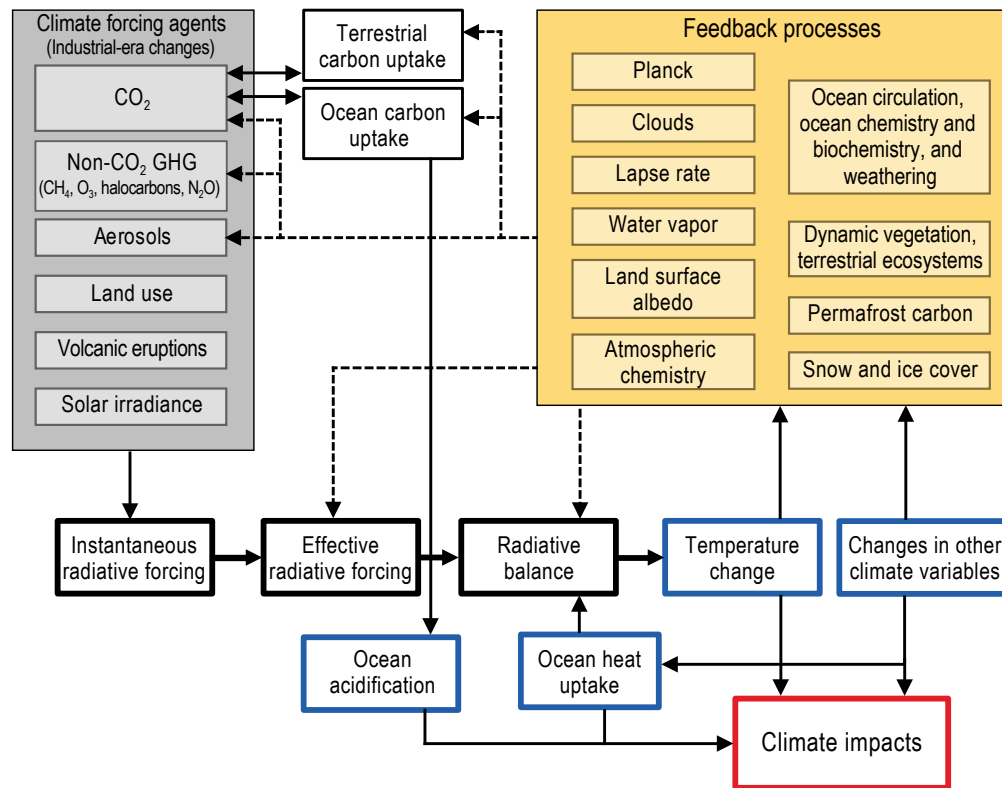 Climate forcing agents
(Industrial-era changes)
CO₂
Non-CO₂ GHG
(CH₄, O₃, halocarbons, N₂O)
Aerosols
Land use
Volcanic eruptions
Solar irradiance
Terrestrial
carbon uptake
Ocean carbon
uptake
Feedback processes
Planck
Clouds
Lapse rate
Water vapor
Land surface
albedo
Atmospheric
chemistry
Ocean circulation,
ocean chemistry and
biochemistry, and
weathering
Dynamic vegetation,
terrestrial ecosystems
Permafrost carbon
Snow and ice cover
Instantaneous
radiative forcing
Effective
radiative forcing
Radiative
balance
Temperature
change
Changes in other
climate variables
Ocean
acidification
Ocean heat
uptake
Climate impacts